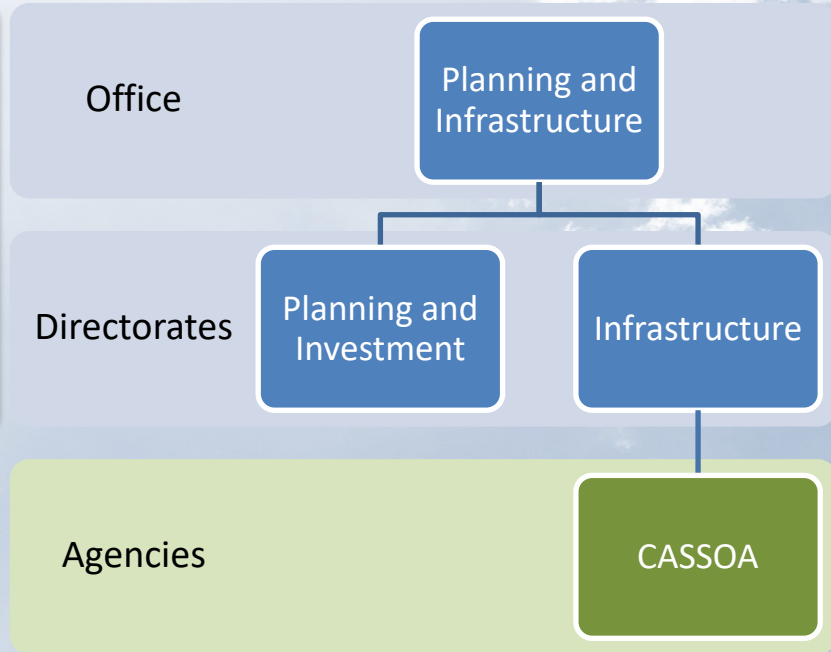 Office
Planning and
Infrastructure
Directorates
Planning and
Investment
Infrastructure
Agencies
CASSOA